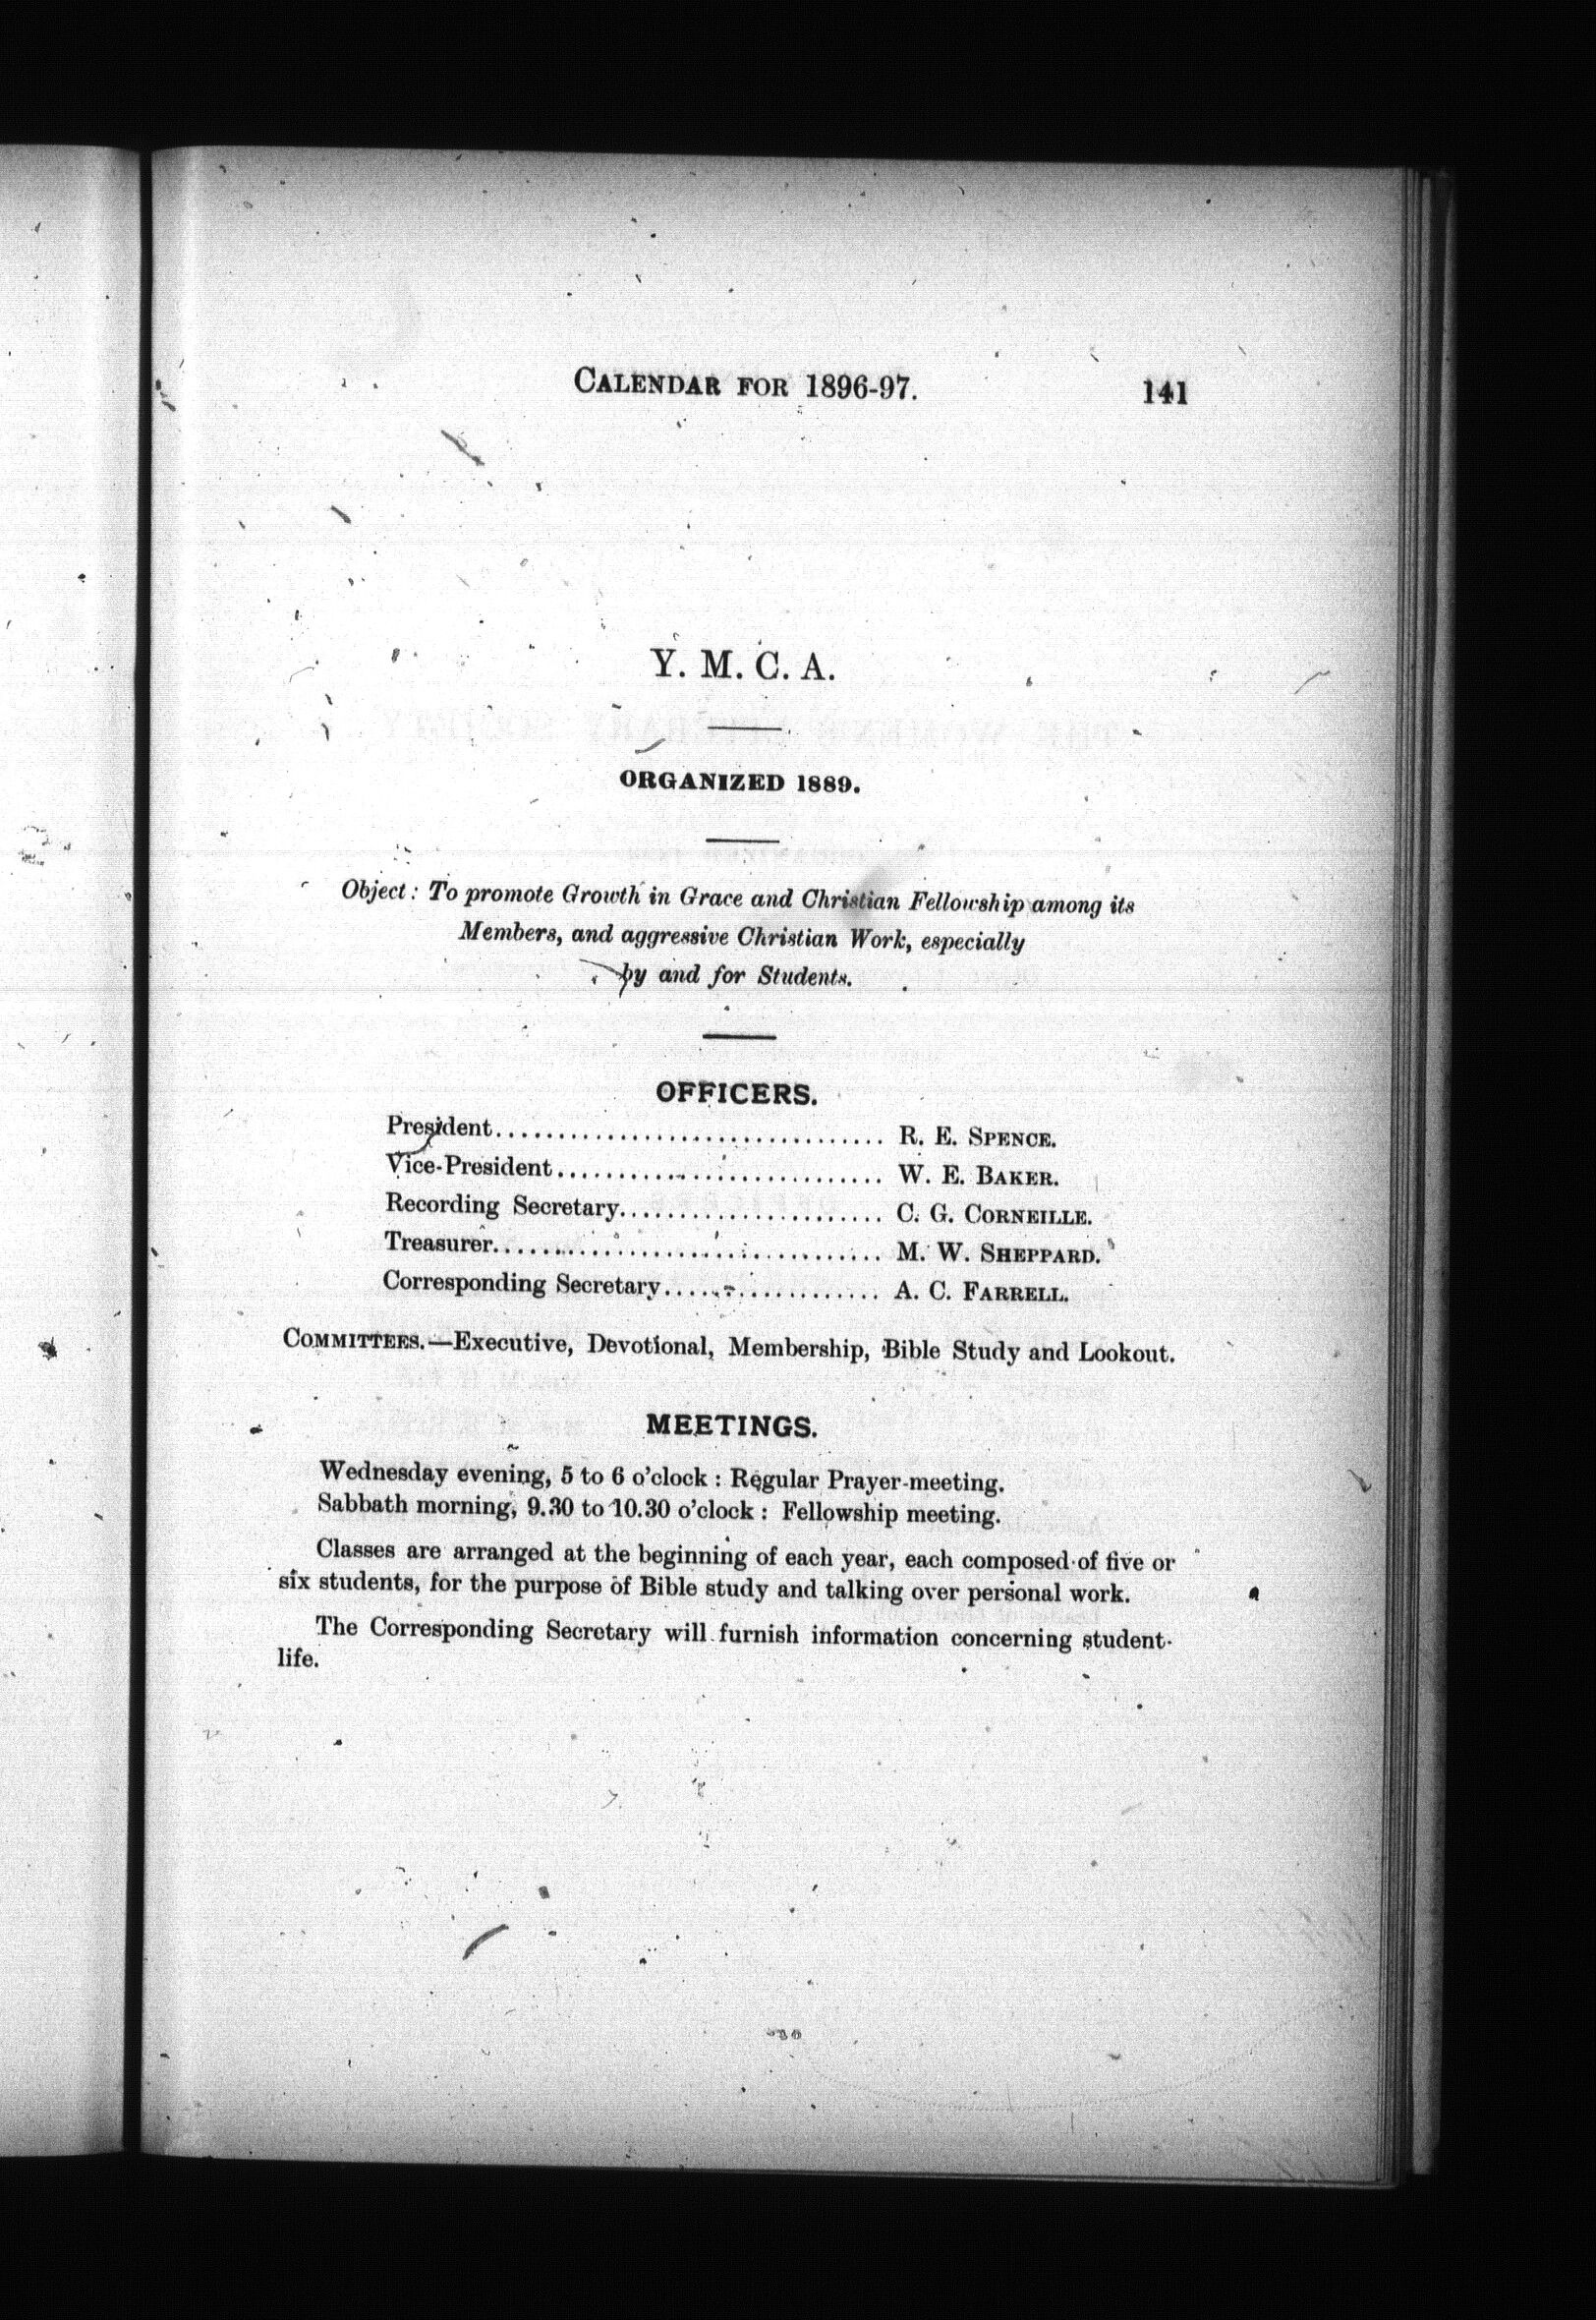 CALENDAR FOR 1896-97. 141
Y. M. C. A.
ORGANIZED 1889.
Object: To promote Growth in Grace and Christian Fellowship among its
Members, and aggressive Christian Work, especially
by and for Students.
OFFICERS.
President................................ R. E. SPENCE.
Vice-President........................... W. E. BAKER.
Recording Secretary...................... C. G. CORNEILLE.
Treasurer................................ M. W. SHEPPARD.
Corresponding Secretary.................. A. C. FARRELL.
COMMITTEES.—Executive, Devotional, Membership, Bible Study and Lookout.
MEETINGS.
Wednesday evening, 5 to 6 o'clock : Regular Prayer-meeting.
Sabbath morning, 9.30 to 10.30 o'clock : Fellowship meeting.
Classes are arranged at the beginning of each year, each composed of five or
six students, for the purpose of Bible study and talking over personal work.
The Corresponding Secretary will furnish information concerning student-
life.